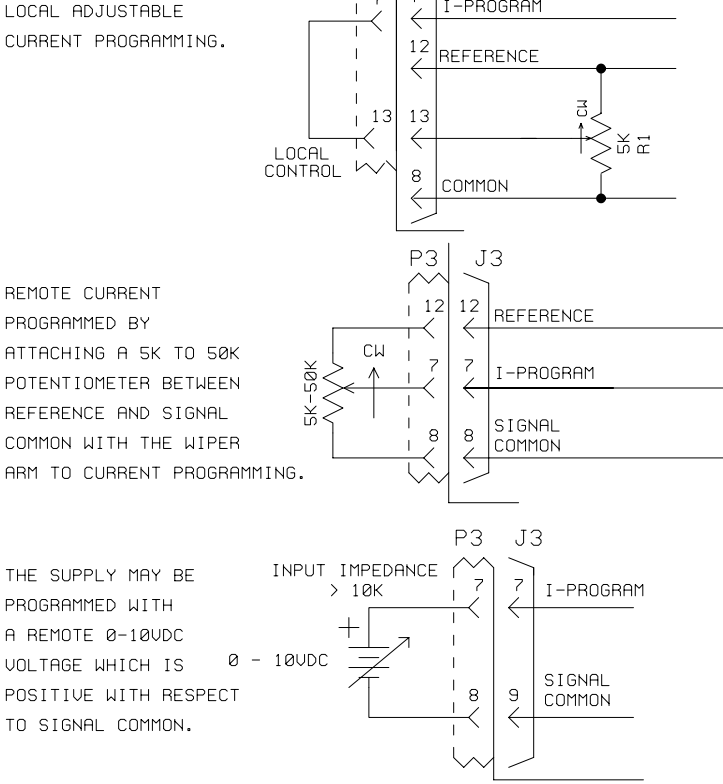 LOCAL ADJUSTABLE
CURRENT PROGRAMMING.
I-PROGRAM
12
REFERENCE
13
13
CW
5K
R1
LOCAL
CONTROL
8
COMMON
P3
J3
REMOTE CURRENT
PROGRAMMED BY
ATTACHING A 5K TO 50K
POTENTIOMETER BETWEEN
REFERENCE AND SIGNAL
COMMON WITH THE WIPER
ARM TO CURRENT PROGRAMMING.
5K-50K
CW
12
12
REFERENCE
7
7
I-PROGRAM
8
8
SIGNAL
COMMON
P3
J3
THE SUPPLY MAY BE
PROGRAMMED WITH
A REMOTE 0-10VDC
VOLTAGE WHICH IS
POSITIVE WITH RESPECT
TO SIGNAL COMMON.
INPUT IMPEDANCE
> 10K
+
0 - 10VDC
7
7
I-PROGRAM
8
9
SIGNAL
COMMON